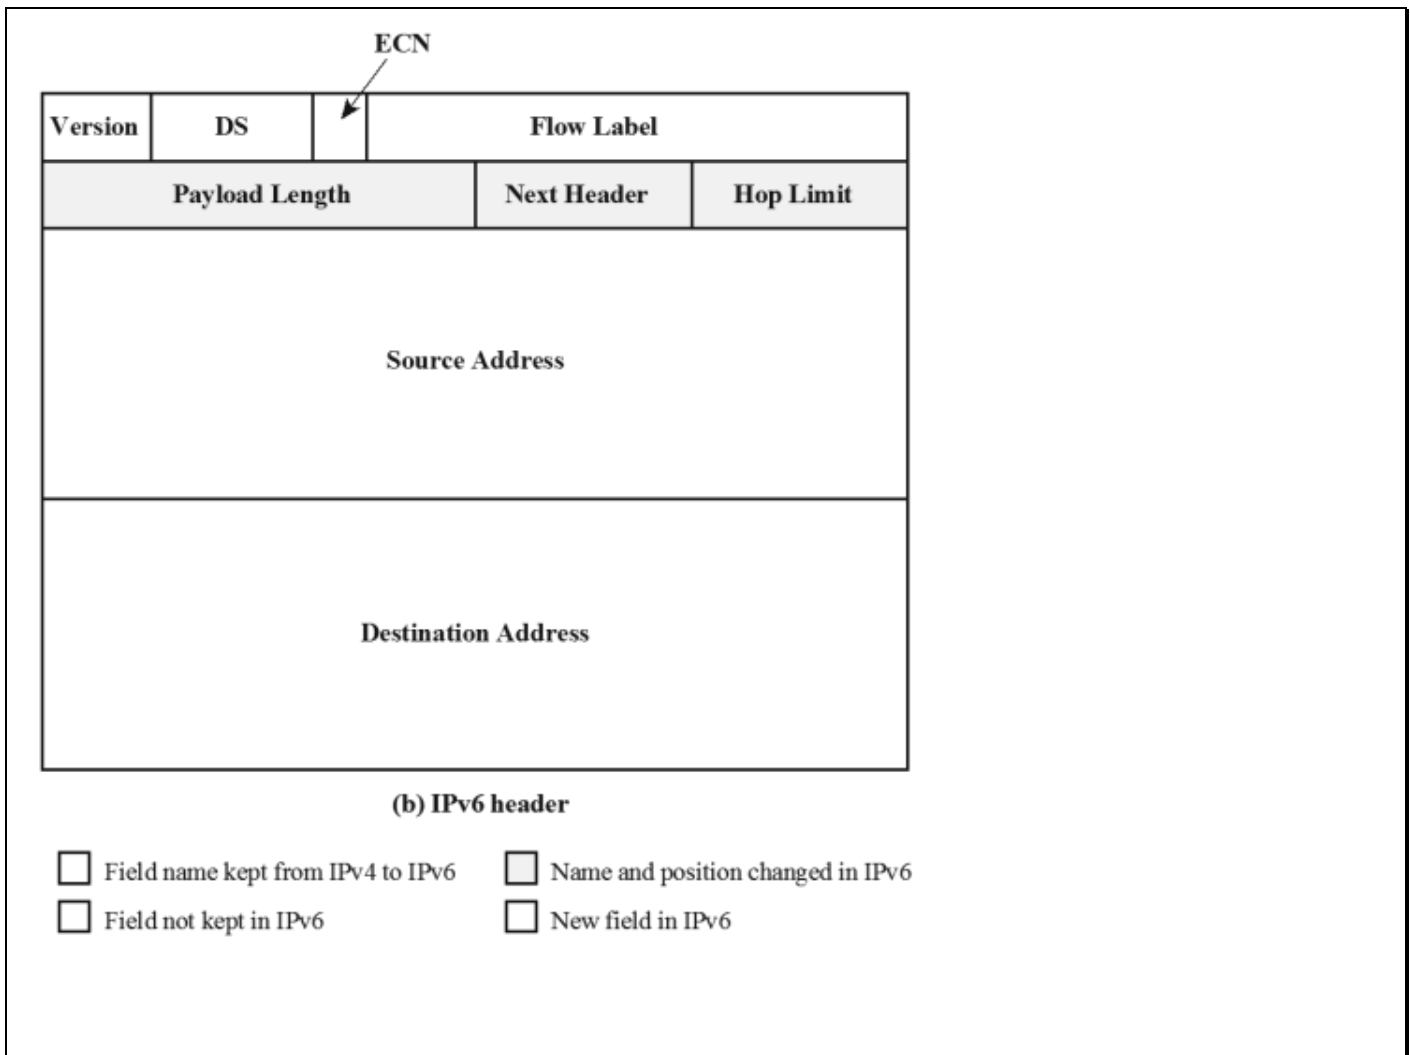 ECN
Version DS Flow Label
Payload Length Next Header Hop Limit
Source Address
Destination Address
(b) IPv6 header
Field name kept from IPv4 to IPv6 Name and position changed in IPv6
Field not kept in IPv6 New field in IPv6